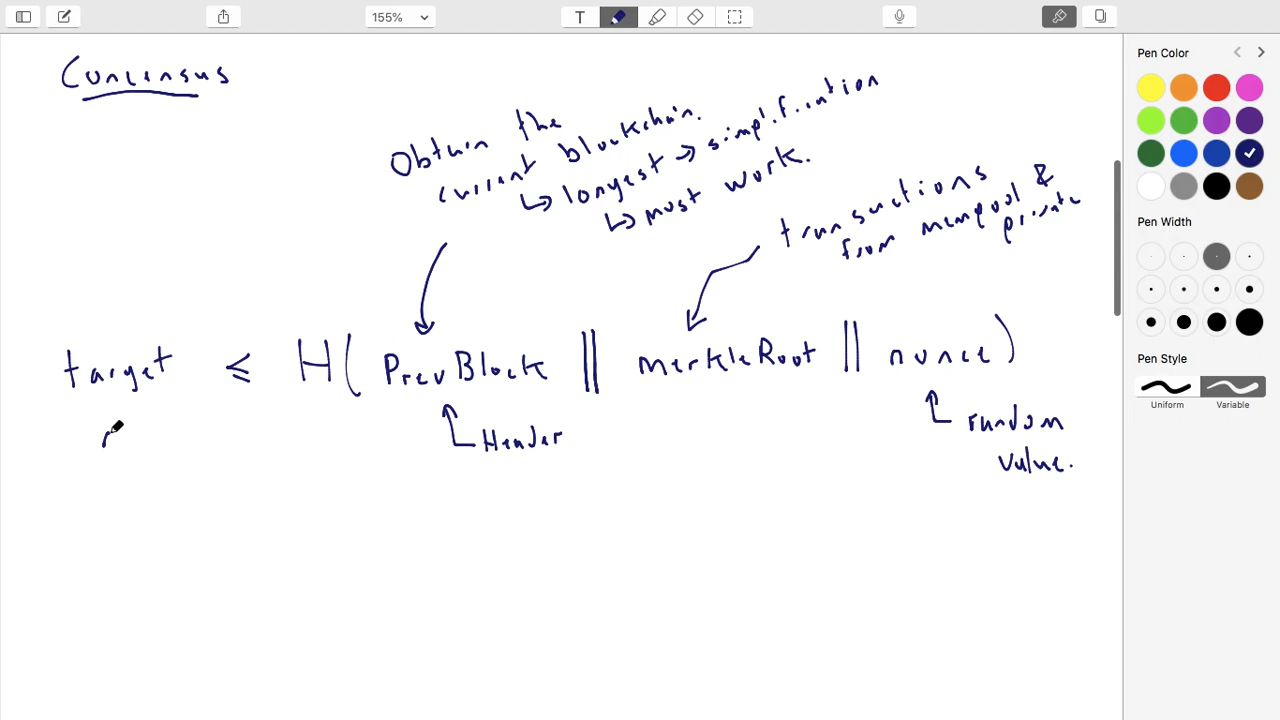 155%
T
Consensus
Obtain the
current blockchain.
↳ longest → simplification
↳ most work.
transactions
from mempool &
private
target ≤ H( PrevBlock || merkleRoot || nonce )
Header
random
value.
Pen Color
Pen Width
Pen Style
Uniform
Variable